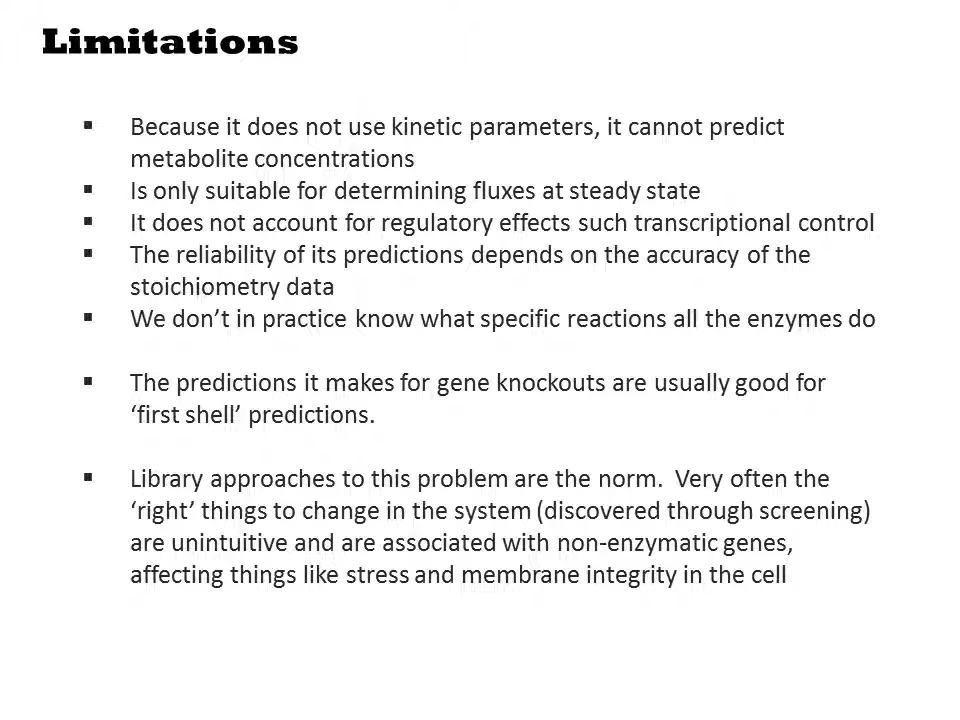 Limitations
▪ Because it does not use kinetic parameters, it cannot predict
metabolite concentrations
▪ Is only suitable for determining fluxes at steady state
▪ It does not account for regulatory effects such transcriptional control
▪ The reliability of its predictions depends on the accuracy of the
stoichiometry data
▪ We don’t in practice know what specific reactions all the enzymes do
▪ The predictions it makes for gene knockouts are usually good for
‘first shell’ predictions.
▪ Library approaches to this problem are the norm.  Very often the
‘right’ things to change in the system (discovered through screening)
are unintuitive and are associated with non-enzymatic genes,
affecting things like stress and membrane integrity in the cell